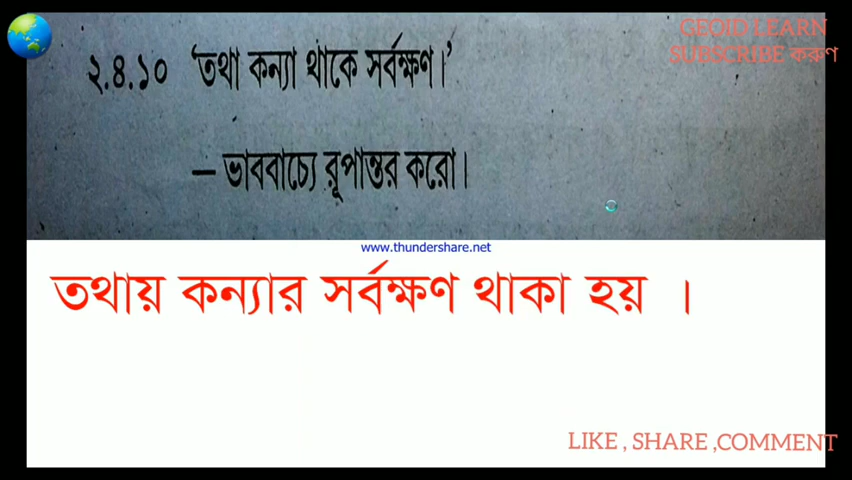 GEOID LEARN
SUBSCRIBE করুণ
২.৪.১০ 'তথা কন্যা থাকে সর্বক্ষণ।'
— ভাববাচ্যে রূপান্তর করো।
www.thundershare.net
তথায় কন্যার সর্বক্ষণ থাকা হয় ।
LIKE , SHARE ,COMMENT